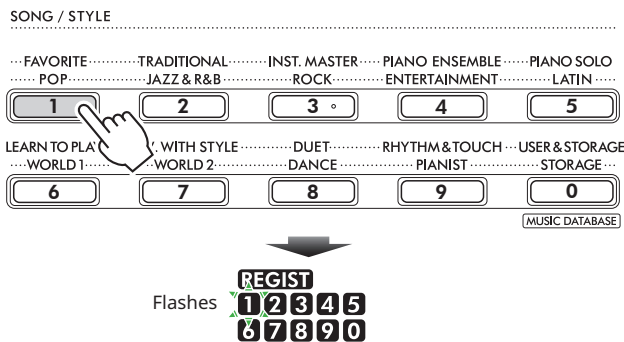 SONG / STYLE
FAVORITE TRADITIONAL INST. MASTER PIANO ENSEMBLE PIANO SOLO
POP JAZZ & R&B ROCK ENTERTAINMENT LATIN
1 2 3 4 5
LEARN TO PLAY WITH STYLE DUET RHYTHM & TOUCH USER & STORAGE
WORLD 1 WORLD 2 DANCE PIANIST STORAGE
6 7 8 9 0
MUSIC DATABASE
REGIST
Flashes 1 2 3 4 5
6 7 8 9 0